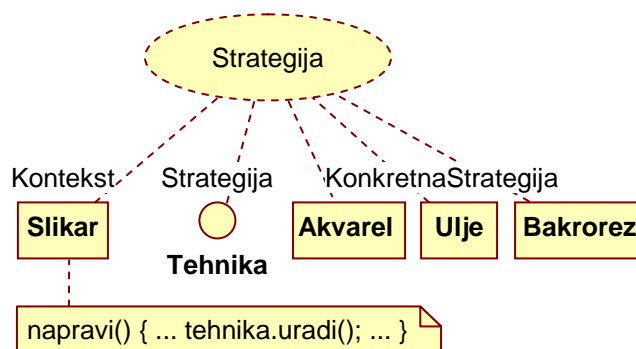 Strategija
Kontekst Strategija KonkretnaStrategija
Slikar Akvarel Ulje Bakrorez
Tehnika
napravi() { ... tehnika.uradi(); ... }